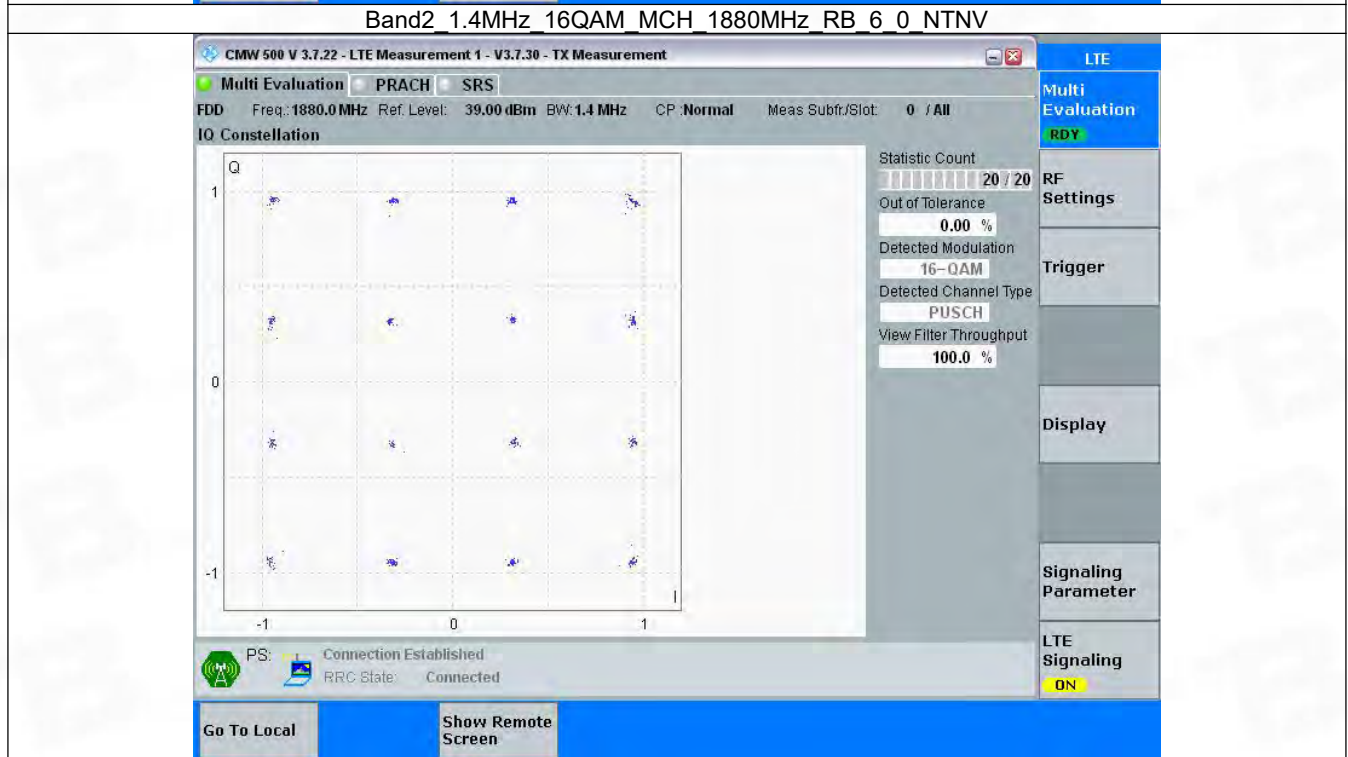 Band2_1.4MHz_16QAM_MCH_1880MHz_RB_6_0_NTNV
CMW 500 V 3.7.22 - LTE Measurement 1 - V3.7.30 - TX Measurement
LTE
Multi Evaluation PRACH SRS
FDD Freq.: 1880.0 MHz Ref. Level: 39.00 dBm BW: 1.4 MHz CP : Normal Meas Subfr./Slot: 0 / All
IQ Constellation
Multi
Evaluation
RDY
Q
1
0
-1
I
-1 0 1
Statistic Count
20 / 20
Out of Tolerance
0.00 %
Detected Modulation
16-QAM
Detected Channel Type
PUSCH
View Filter Throughput
100.0 %
RF
Settings
Trigger
Display
Signaling
Parameter
LTE
Signaling
ON
PS: Connection Established
RRC State: Connected
Go To Local
Show Remote
Screen